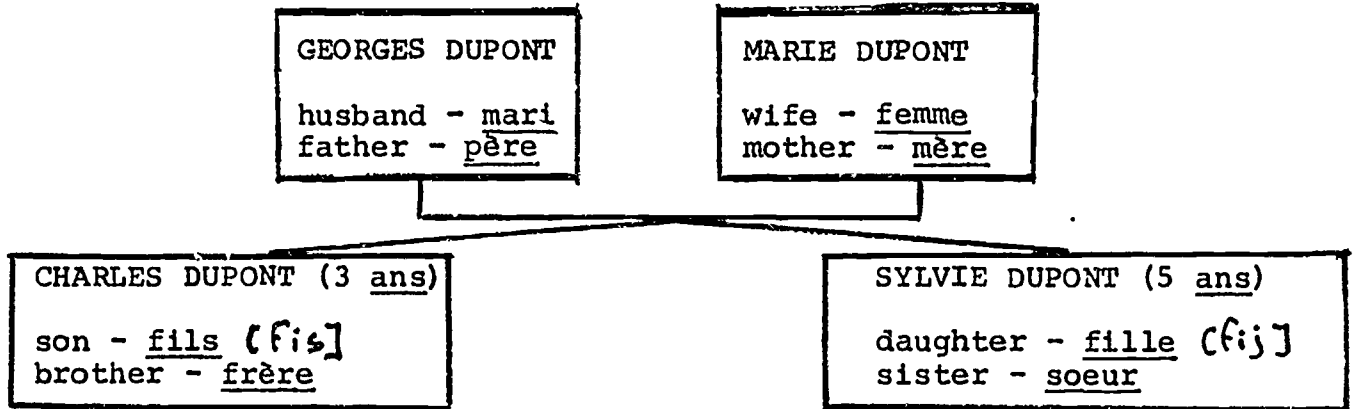 GEORGES DUPONT
husband - mari
father - père
MARIE DUPONT
wife - femme
mother - mère
CHARLES DUPONT (3 ans)
son - fils [fis]
brother - frère
SYLVIE DUPONT (5 ans)
daughter - fille [fij]
sister - soeur